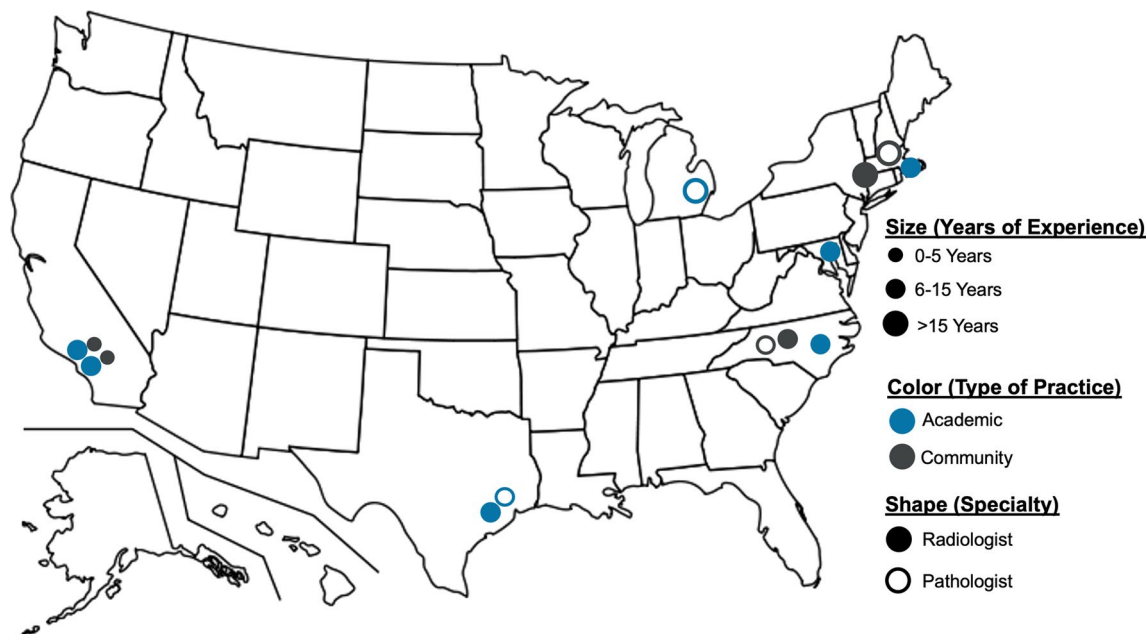 Size (Years of Experience)
0-5 Years
6-15 Years
>15 Years
Color (Type of Practice)
Academic
Community
Shape (Specialty)
Radiologist
Pathologist